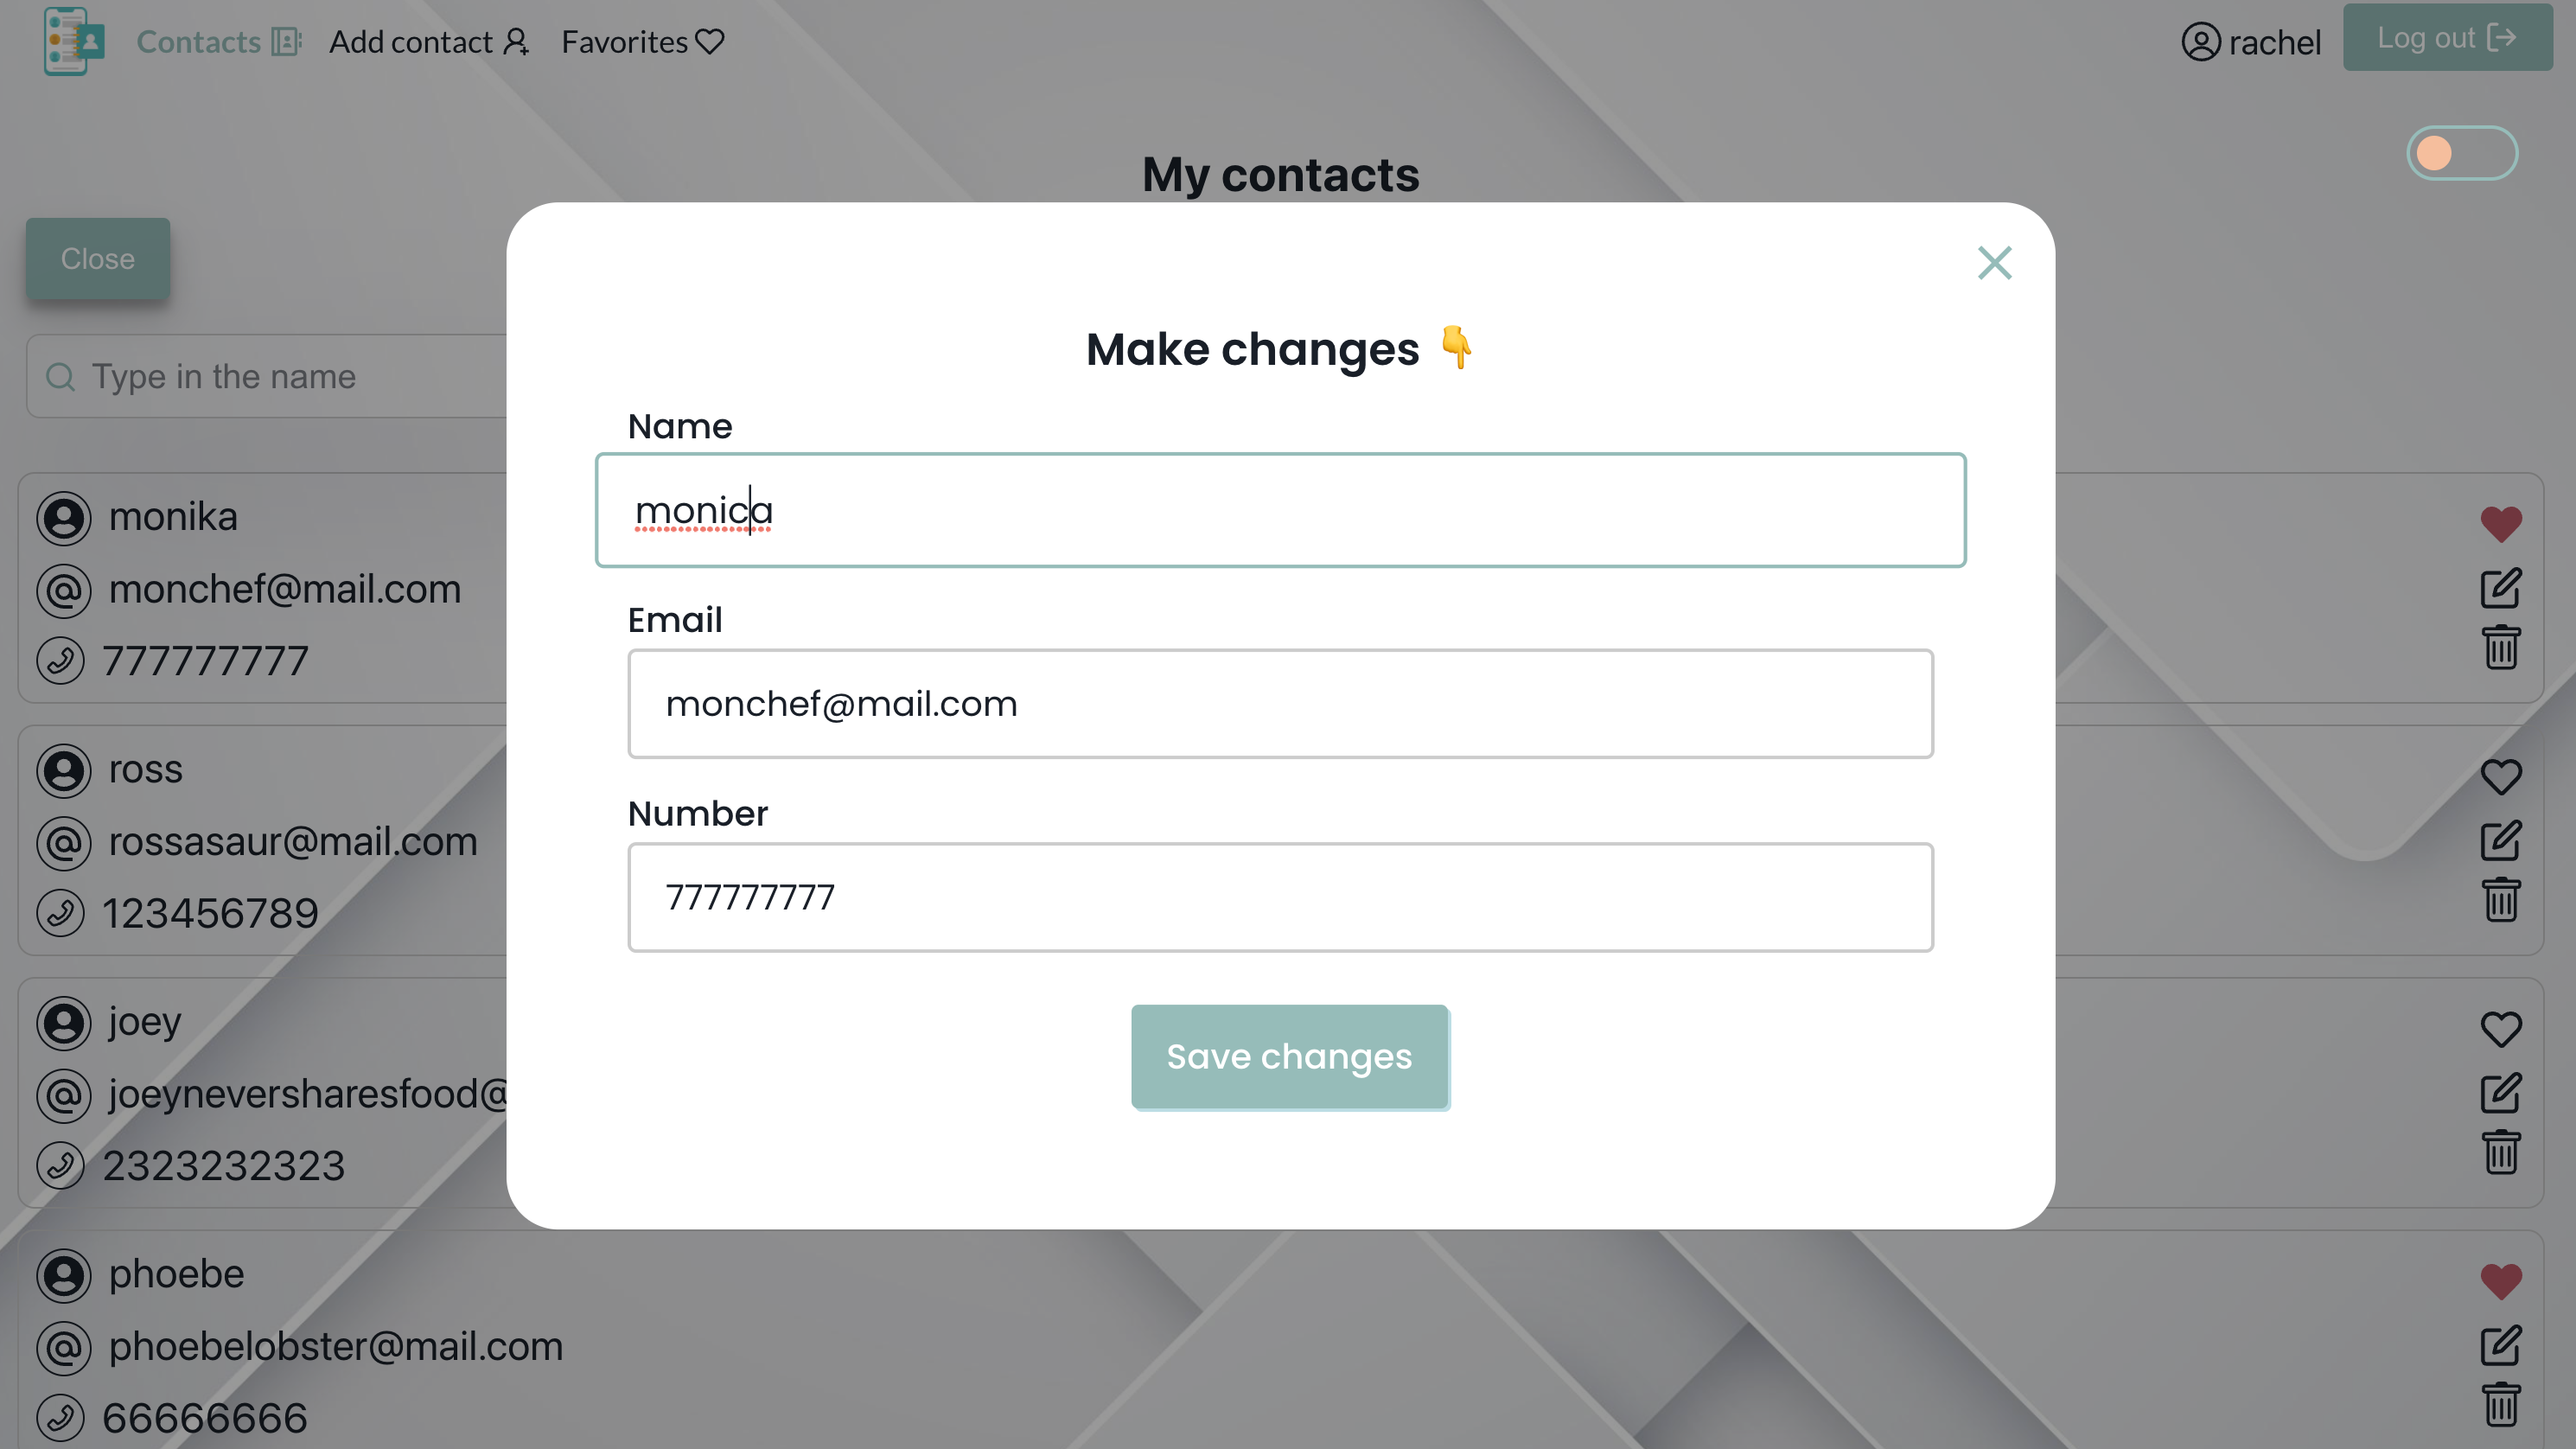 Contacts Add contact Favorites rachel Log out
My contacts
Close
Type in the name
monika
monchef@mail.com
777777777
ross
rossasaur@mail.com
123456789
joey
joeyneversharesfood@
2323232323
phoebe
phoebelobster@mail.com
66666666
Make changes 👇
Name
monica
Email
monchef@mail.com
Number
777777777
Save changes